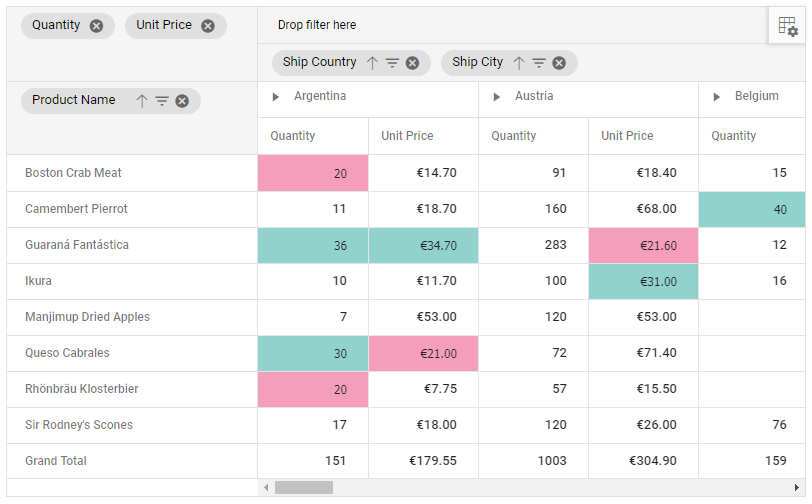 Quantity Unit Price Drop filter here
Ship Country Ship City
Product Name Argentina Austria Belgium
Quantity Unit Price Quantity Unit Price Quantity
Boston Crab Meat 20 €14.70 91 €18.40 15
Camembert Pierrot 11 €18.70 160 €68.00 40
Guaraná Fantástica 36 €34.70 283 €21.60 12
Ikura 10 €11.70 100 €31.00 16
Manjimup Dried Apples 7 €53.00 120 €53.00
Queso Cabrales 30 €21.00 72 €71.40
Rhönbräu Klosterbier 20 €7.75 57 €15.50
Sir Rodney's Scones 17 €18.00 120 €26.00 76
Grand Total 151 €179.55 1003 €304.90 159